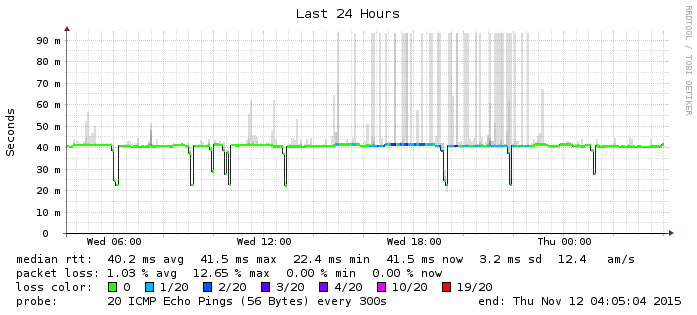 Last 24 Hours
RRDTOOL / TOBI OETIKER
Seconds
90 m
80 m
70 m
60 m
50 m
40 m
30 m
20 m
10 m
0
Wed 06:00 Wed 12:00 Wed 18:00 Thu 00:00
median rtt: 40.2 ms avg 41.5 ms max 22.4 ms min 41.5 ms now 3.2 ms sd 12.4 am/s
packet loss: 1.03 % avg 12.65 % max 0.00 % min 0.00 % now
loss color: 0 1/20 2/20 3/20 4/20 10/20 19/20
probe: 20 ICMP Echo Pings (56 Bytes) every 300s end: Thu Nov 12 04:05:04 2015